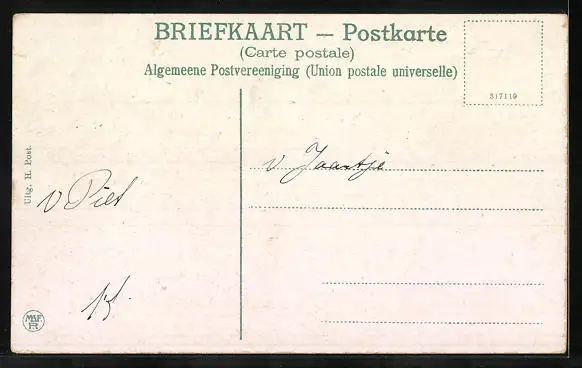 BRIEFKAART – Postkarte
(Carte postale)
Algemeene Postvereeniging (Union postale universelle)
317119
Uitg. H. Post.
v Piet
v Jaantje
M.&F.
R